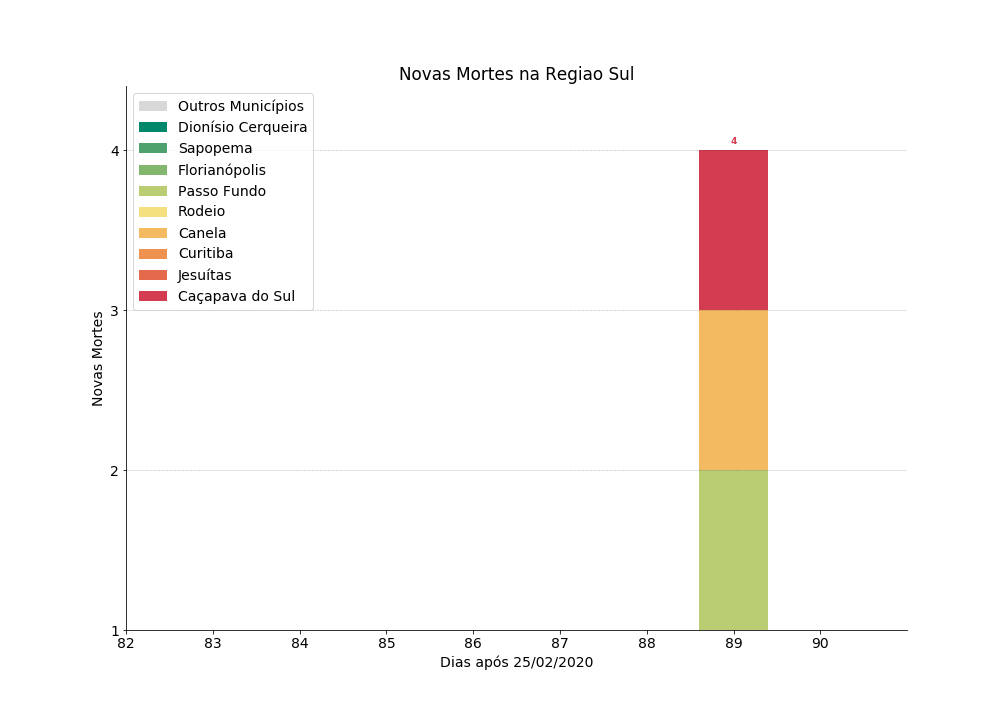 Novas Mortes na Regiao Sul
Outros Municípios
Dionísio Cerqueira
Sapopema
Florianópolis
Passo Fundo
Rodeio
Canela
Curitiba
Jesuítas
Caçapava do Sul
4
Novas Mortes
4
3
2
1
82 83 84 85 86 87 88 89 90
Dias após 25/02/2020